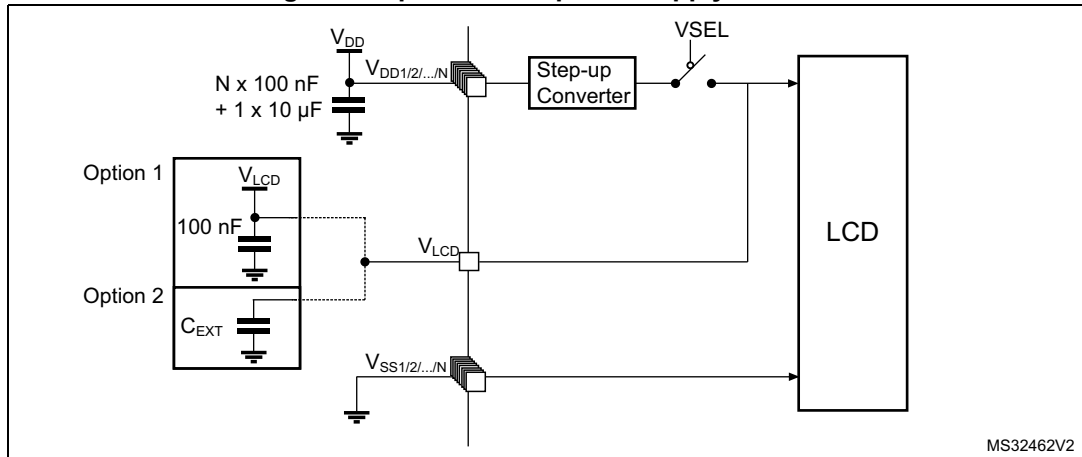 VSEL
VDD
VDD1/2/.../N
Step-up
Converter
N x 100 nF
+ 1 x 10 µF
Option 1
VLCD
100 nF
VLCD
LCD
Option 2
CEXT
VSS1/2/.../N
MS32462V2